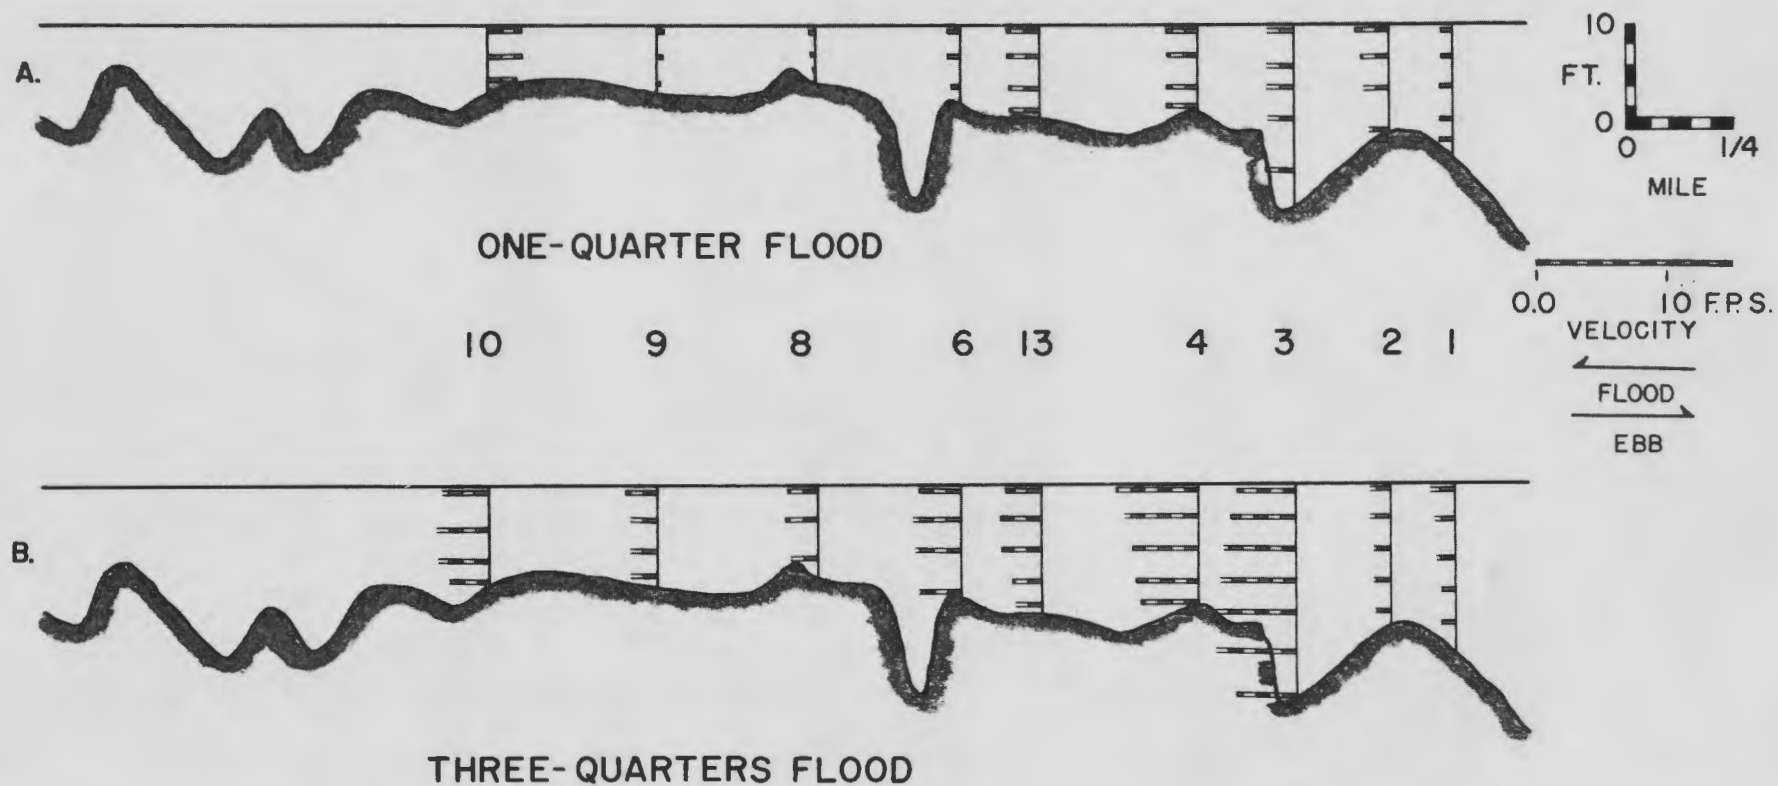 A.
10
FT.
0
0 1/4
MILE
ONE-QUARTER FLOOD
0.0 10 F.P.S.
VELOCITY
FLOOD
EBB
10 9 8 6 13 4 3 2 1
B.
THREE-QUARTERS FLOOD